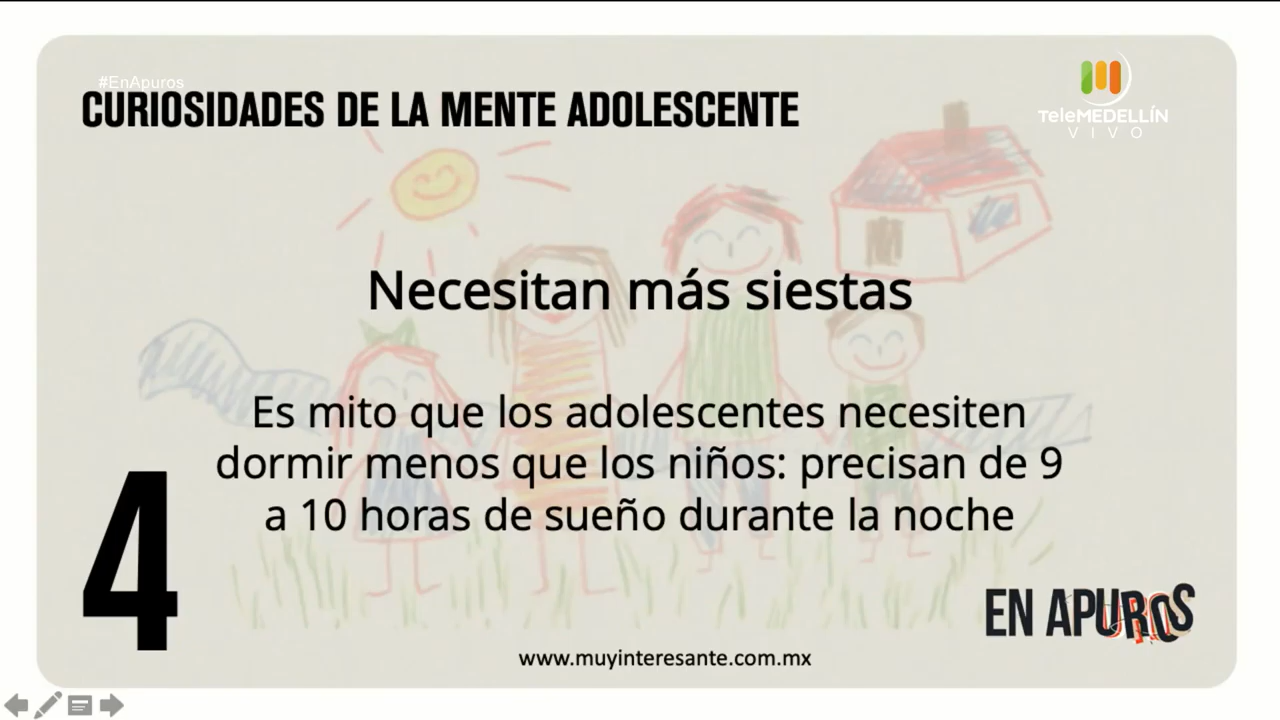 #EnApuros
CURIOSIDADES DE LA MENTE ADOLESCENTE
TeleMEDELLÍN
VIVO
Necesitan más siestas
Es mito que los adolescentes necesiten
dormir menos que los niños: precisan de 9
a 10 horas de sueño durante la noche
4
EN APUROS
www.muyinteresante.com.mx